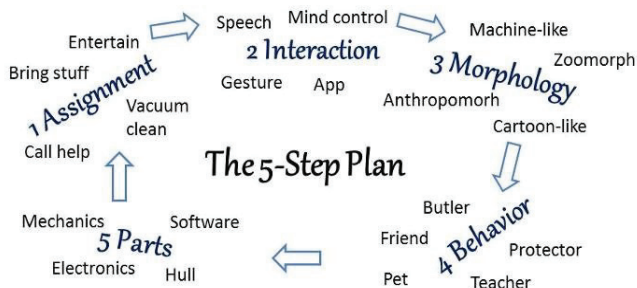 Entertain
Bring stuff
1 Assignment
Vacuum
clean
Call help
Speech
Mind control
2 Interaction
Gesture
App
Machine-like
Zoomorph
3 Morphology
Anthropomorh
Cartoon-like
The 5-Step Plan
Butler
Friend
4 Behavior
Protector
Pet
Teacher
Mechanics
Software
5 Parts
Electronics
Hull